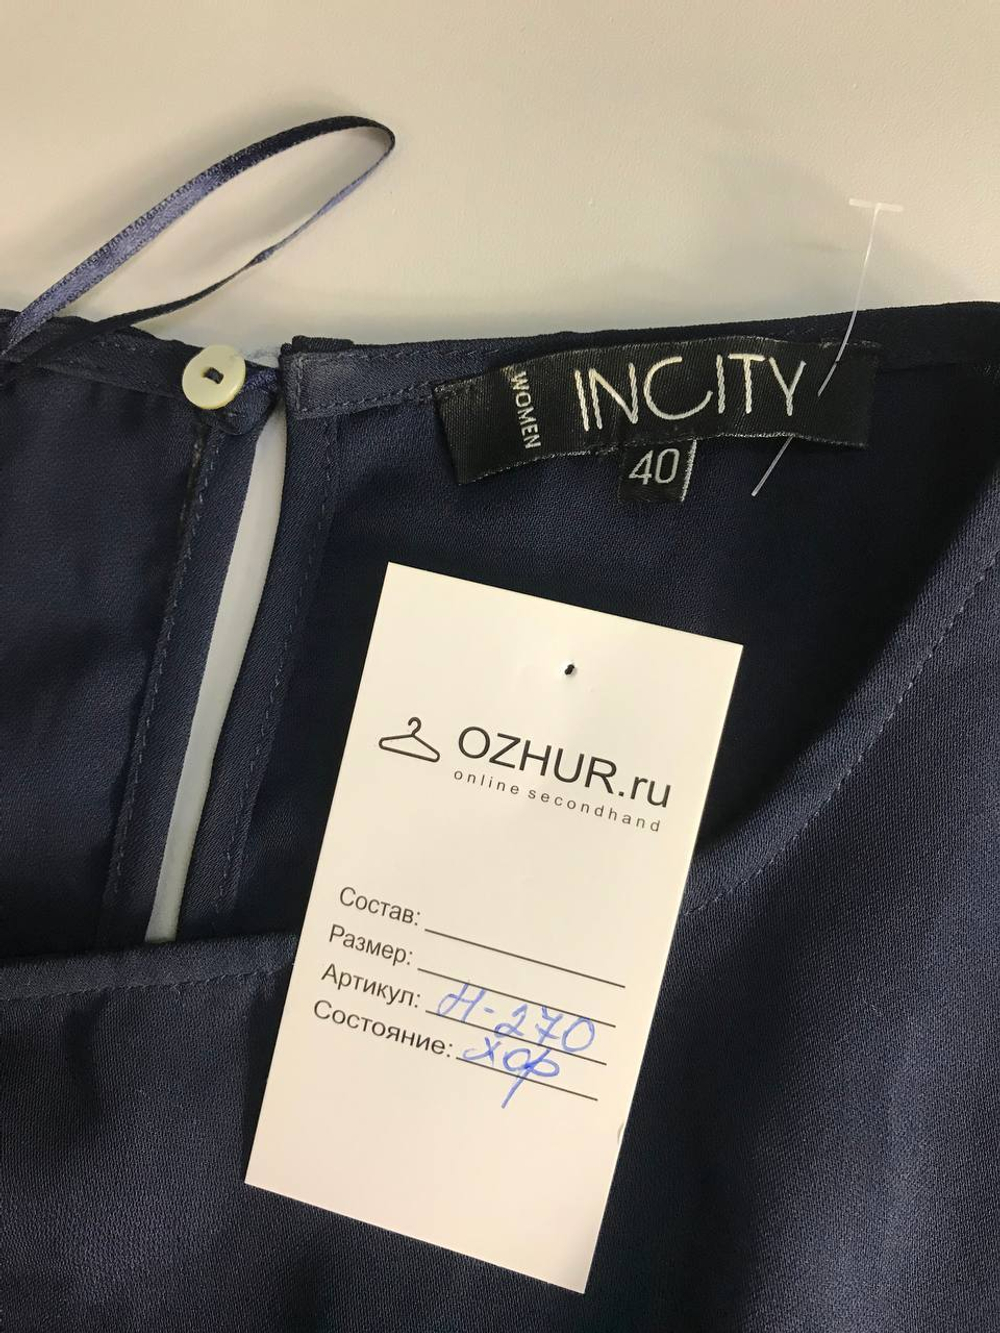 WOMEN
INCITY
40
OZHUR.ru
online secondhand
Состав:
Размер:
Артикул: Н-270
Состояние: хор